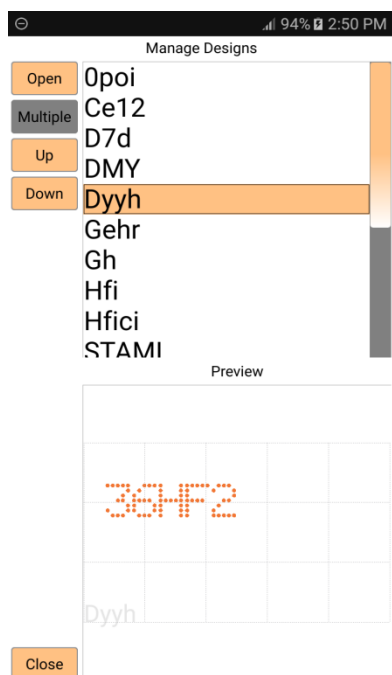 94% 2:50 PM
Manage Designs
Open
Multiple
Up
Down
0poi
Ce12
D7d
DMY
Dyyh
Gehr
Gh
Hfi
Hfici
STAMI
Preview
36HF2
Dyyh
Close